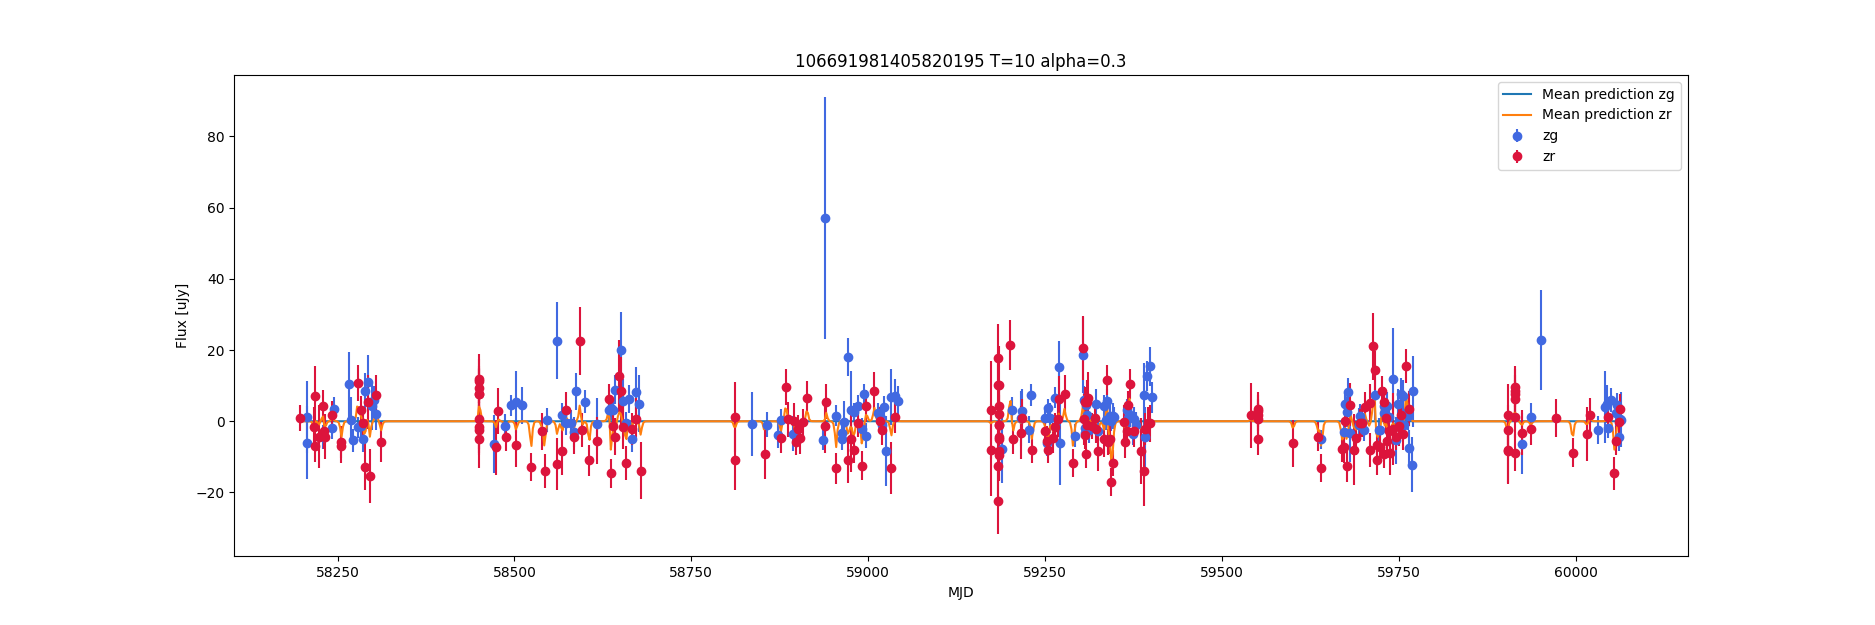 106691981405820195 T=10 alpha=0.3
Mean prediction zg
Mean prediction zr
zg
zr
Flux [uJy]
80
60
40
20
0
−20
58250
58500
58750
59000
59250
59500
59750
60000
MJD